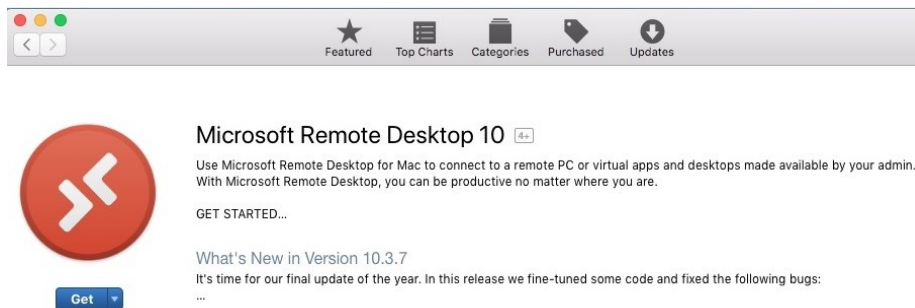 Featured Top Charts Categories Purchased Updates
Microsoft Remote Desktop 10 4+
Use Microsoft Remote Desktop for Mac to connect to a remote PC or virtual apps and desktops made available by your admin.
With Microsoft Remote Desktop, you can be productive no matter where you are.
GET STARTED...
What's New in Version 10.3.7
It's time for our final update of the year. In this release we fine-tuned some code and fixed the following bugs:
...
Get